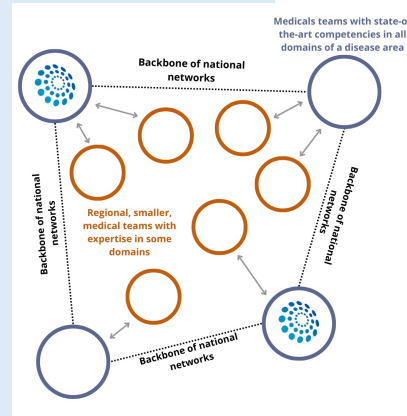 Medicals teams with state-o
the-art competencies in all
domains of a disease area
Backbone of national
networks
Backbone of national
networks
Backbone of national
networks
Regional, smaller,
medical teams with
expertise in some
domains
Backbone of national
networks